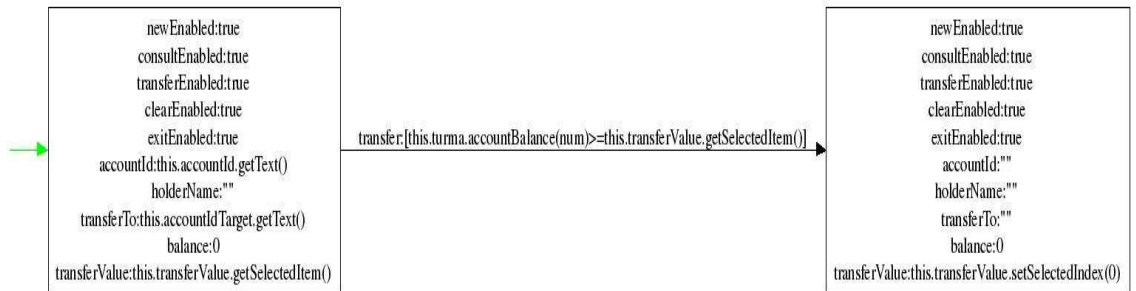 newEnabled:true
consultEnabled:true
transferEnabled:true
clearEnabled:true
exitEnabled:true
accountId:this.accountId.getText()
holderName:""
transferTo:this.accountIdTarget.getText()
balance:0
transferValue:this.transferValue.getSelectedItem()
transfer:[this.turma.accountBalance(num)>=this.transferValue.getSelectedItem()]
newEnabled:true
consultEnabled:true
transferEnabled:true
clearEnabled:true
exitEnabled:true
accountId:""
holderName:""
transferTo:""
balance:0
transferValue:this.transferValue.setSelectedIndex(0)